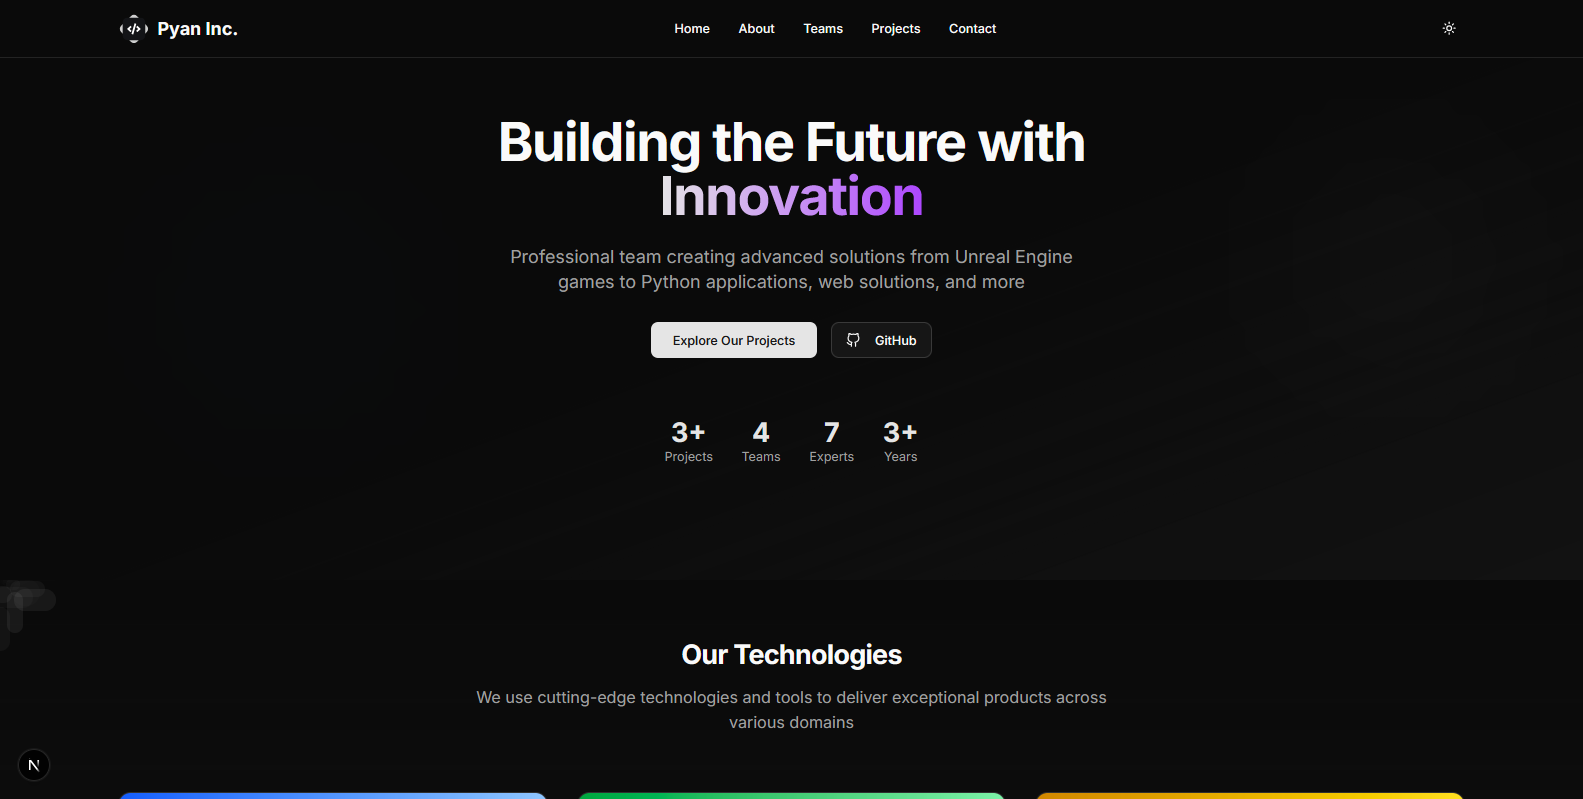 </> Pyan Inc.
Home About Teams Projects Contact
Building the Future with
Innovation
Professional team creating advanced solutions from Unreal Engine
games to Python applications, web solutions, and more
Explore Our Projects GitHub
3+ 4 7 3+
Projects Teams Experts Years
Our Technologies
We use cutting-edge technologies and tools to deliver exceptional products across
various domains
N